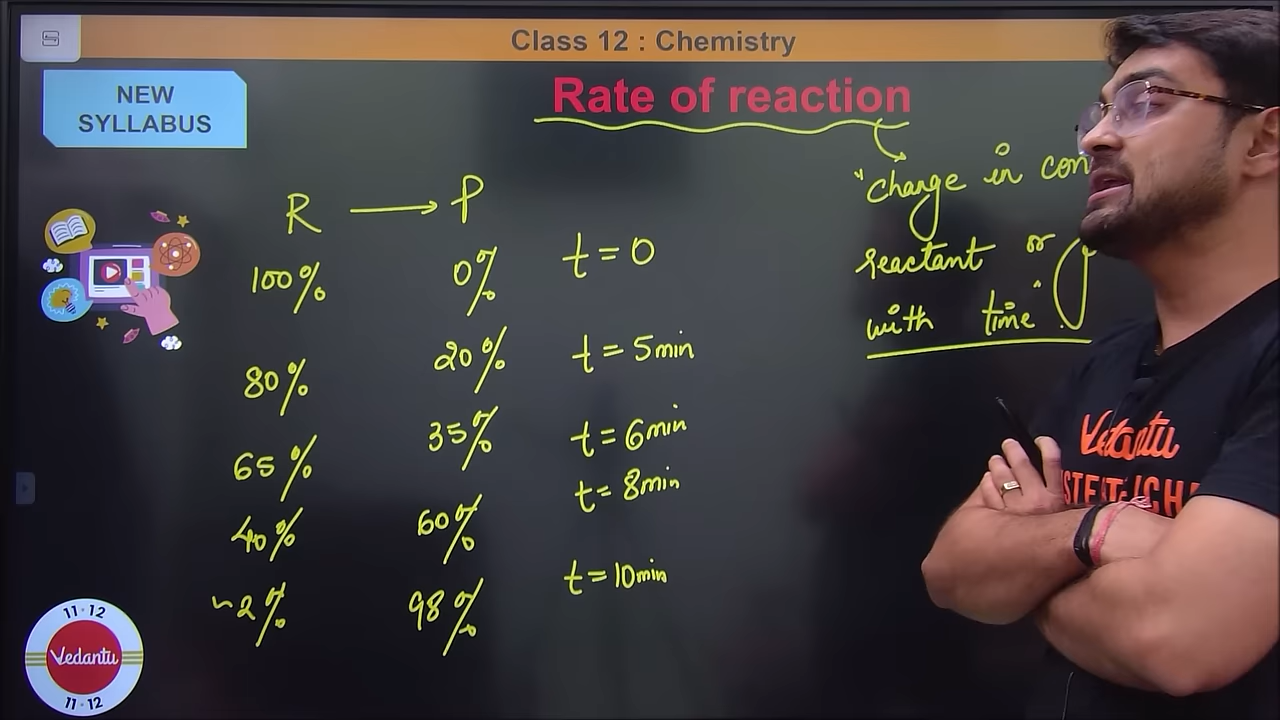 Class 12 : Chemistry
NEW
SYLLABUS
Rate of reaction
"change in con
reactant or
with time".
R → P
100% 0% t = 0
80% 20% t = 5min
65% 35% t = 6min
40% 60% t = 8min
~2% 98% t = 10min
Vedantu
11 · 12
Vedantu
11 · 12